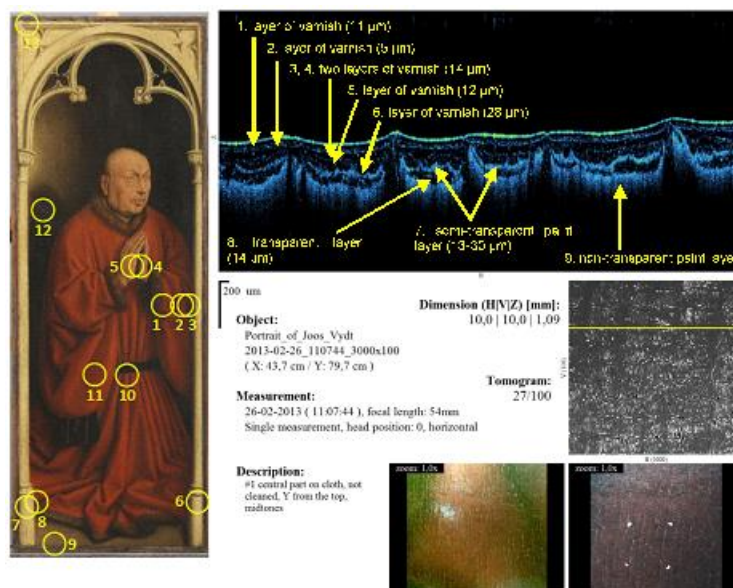 13
12
5
4
1
2
3
11
10
6
7
8
9
1. layer of varnish (11 µm)
2. layer of varnish (5 µm)
3, 4. two layers of varnish (14 µm)
5. layer of varnish (12 µm)
6. layer of varnish (28 µm)
8. transparent layer (14 µm)
7. semi-transparent paint layer (13-35 µm)
9. non-transparent paint layer
200 um
Dimension (H|V|Z) [mm]:
10,0 | 10,0 | 1,09
Object:
Portrait_of_Joos_Vydt
2013-02-26_110744_3000x100
( X: 43,7 cm / Y: 79,7 cm )
Tomogram:
27/100
Measurement:
26-02-2013 ( 11:07:44 ), focal length: 54mm
Single measurement, head position: 0, horizontal
Description:
#1 central part on cloth, not
cleaned, Y from the top,
midtones
zoom: 1,0x
zoom: 1,0x